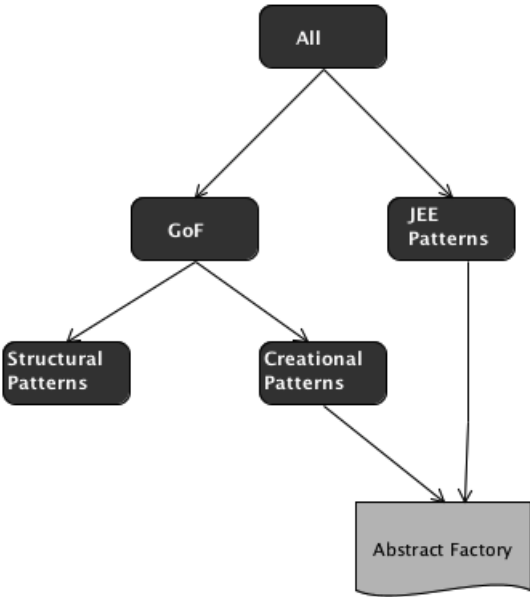 All
GoF
JEE
Patterns
Structural
Patterns
Creational
Patterns
Abstract Factory